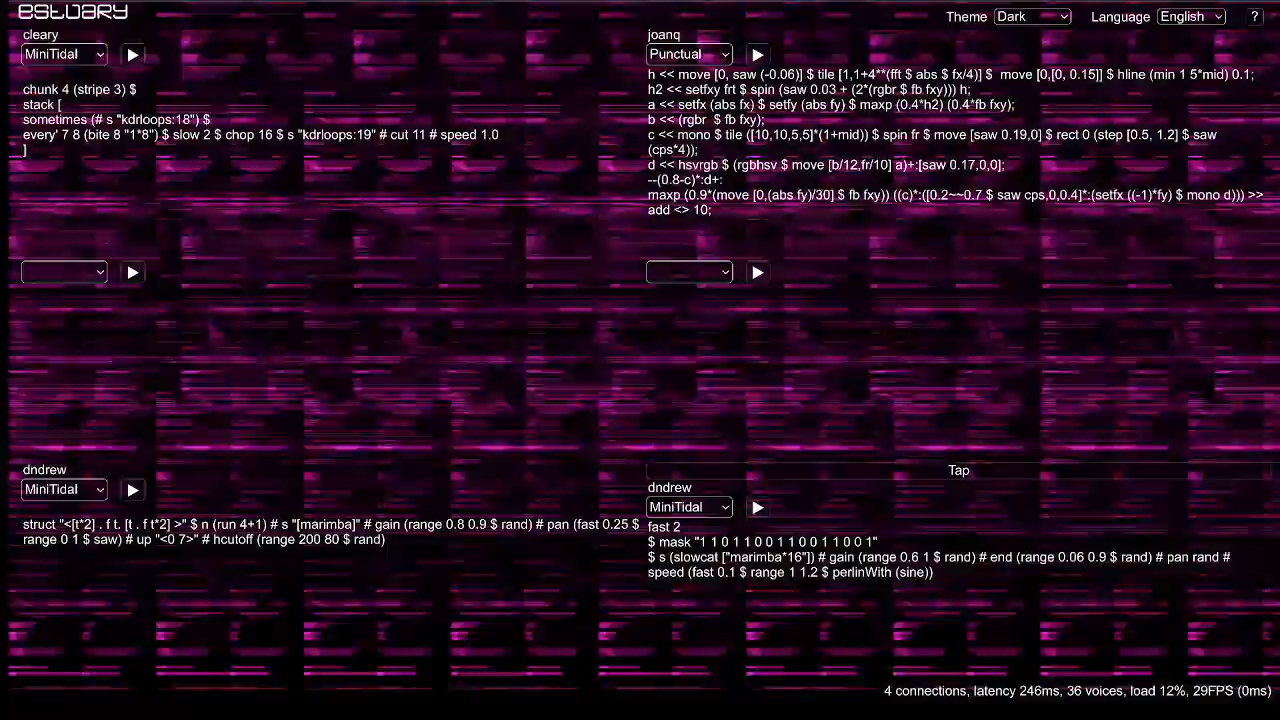 estuary
Theme Dark Language English ?
cleary
MiniTidal
chunk 4 (stripe 3) $
stack [
sometimes (# s "kdrloops:18") $
every' 7 8 (bite 8 "1*8") $ slow 2 $ chop 16 $ s "kdrloops:19" # cut 11 # speed 1.0
]
joanq
Punctual
h << move [0, saw (-0.06)] $ tile [1,1+4**(fft $ abs $ fx/4)] $  move [0,[0, 0.15]] $ hline (min 1 5*mid) 0.1;
h2 << setfxy frt $ spin (saw 0.03 + (2*(rgbr $ fb fxy))) h;
a << setfx (abs fx) $ setfy (abs fy) $ maxp (0.4*h2) (0.4*fb fxy);
b << (rgbr  $ fb fxy);
c << mono $ tile ([10,10,5,5]*(1+mid)) $ spin fr $ move [saw 0.19,0] $ rect 0 (step [0.5, 1.2] $ saw
(cps*4));
d << hsvrgb $ (rgbhsv $ move [b/12,fr/10] a)+:[saw 0.17,0,0];
--(0.8-c)*:d+:
maxp (0.9*(move [0,(abs fy)/30] $ fb fxy)) ((c)*:([0.2~~0.7 $ saw cps,0,0.4]*:(setfx ((-1)*fy) $ mono d))) >>
add <> 10;
dndrew
MiniTidal
struct "<[t*2] . f t. [t . f t*2] >" $ n (run 4+1) # s "[marimba]" # gain (range 0.8 0.9 $ rand) # pan (fast 0.25 $
range 0 1 $ saw) # up "<0 7>" # hcutoff (range 200 80 $ rand)
Tap
dndrew
MiniTidal
fast 2
$ mask "1 1 0 1 1 0 0 1 1 0 0 1 1 0 0 1"
$ s (slowcat ["marimba*16"]) # gain (range 0.6 1 $ rand) # end (range 0.06 0.9 $ rand) # pan rand #
speed (fast 0.1 $ range 1 1.2 $ perlinWith (sine))
4 connections, latency 246ms, 36 voices, load 12%, 29FPS (0ms)